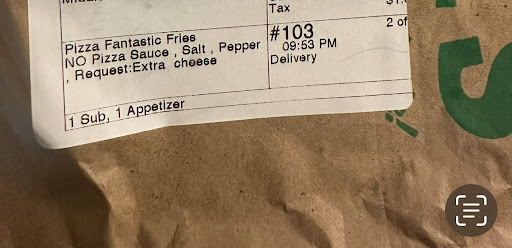 Tax
Pizza Fantastic Fries
NO Pizza Sauce , Salt , Pepper
, Request:Extra cheese
#103
09:53 PM
Delivery
2 of
1 Sub, 1 Appetizer